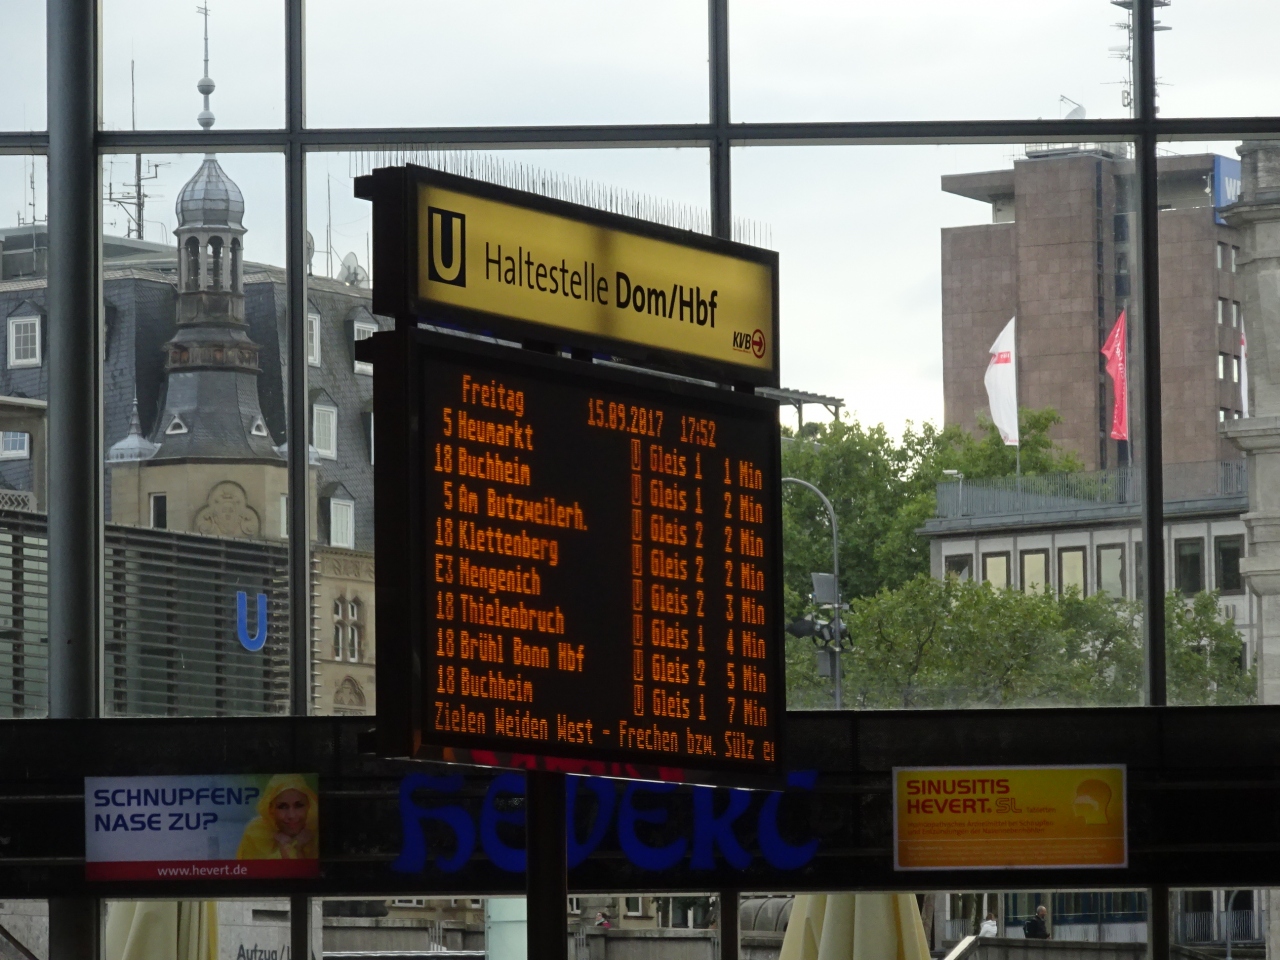 WD
U Haltestelle Dom/Hbf
KVB
Freitag 15.09.2017 17:52
5 Heumarkt U Gleis 1 1 Min
18 Buchheim U Gleis 1 2 Min
5 Am Butzweilerh. U Gleis 2 2 Min
18 Klettenberg U Gleis 2 2 Min
E3 Mengenich U Gleis 2 3 Min
18 Thielenbruch U Gleis 1 4 Min
18 Brühl Bonn Hbf U Gleis 2 5 Min
18 Buchheim U Gleis 1 7 Min
Zielen Weiden West - Frechen bzw. Sülz
U
SCHNUPFEN?
NASE ZU?
www.hevert.de
HEVERT
SINUSITIS
HEVERT SL
Aufzug/